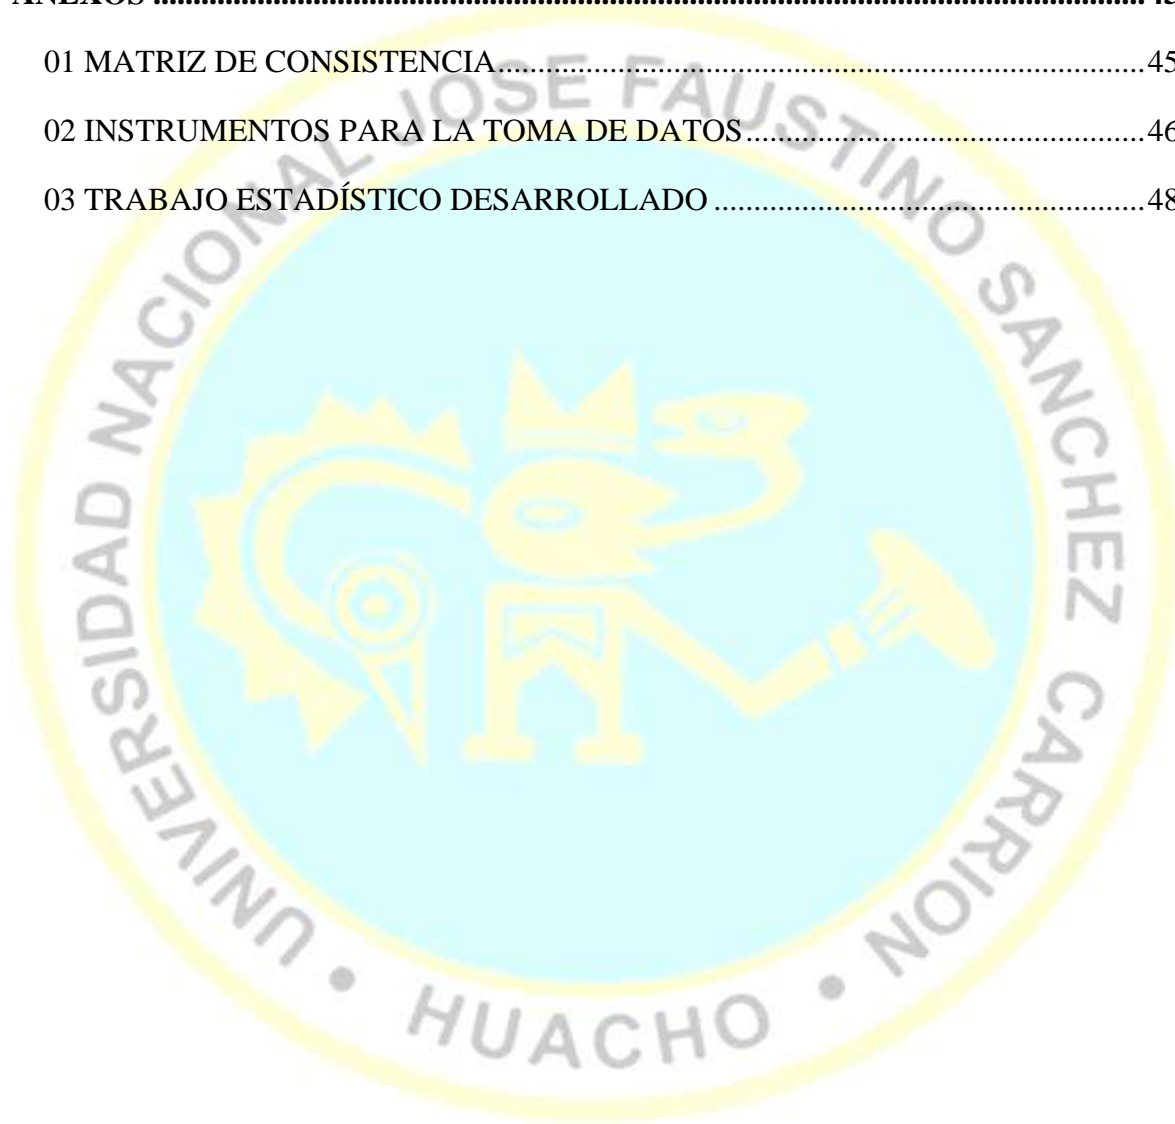 ANEXOS
01 MATRIZ DE CONSISTENCIA 45
02 INSTRUMENTOS PARA LA TOMA DE DATOS 46
03 TRABAJO ESTADÍSTICO DESARROLLADO 48
UNIVERSIDAD NACIONAL JOSE FAUSTINO SANCHEZ CARRION
• HUACHO •